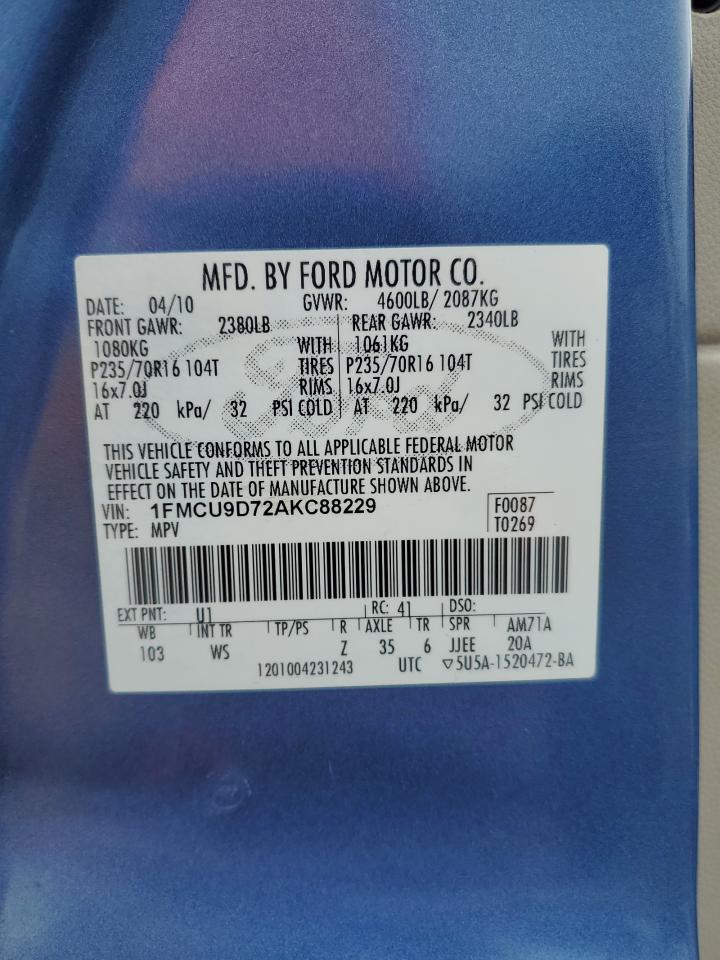 MFD. BY FORD MOTOR CO.
DATE: 04/10 GVWR: 4600LB/ 2087KG
FRONT GAWR: 2380LB REAR GAWR: 2340LB
1080KG WITH 1061KG WITH
P235/70R16 104T TIRES P235/70R16 104T TIRES
16x7.0J RIMS 16x7.0J RIMS
AT 220 kPa/ 32 PSI COLD AT 220 kPa/ 32 PSI COLD
Ford
THIS VEHICLE CONFORMS TO ALL APPLICABLE FEDERAL MOTOR
VEHICLE SAFETY AND THEFT PREVENTION STANDARDS IN
EFFECT ON THE DATE OF MANUFACTURE SHOWN ABOVE.
VIN: 1FMCU9D72AKC88229 F0087
TYPE: MPV T0269
EXT PNT: U1 RC: 41 DSO:
WB INT TR TP/PS R AXLE TR SPR AM71A
103 WS Z 35 6 JJEE 20A
1201004231243 UTC ▽5U5A-1520472-BA